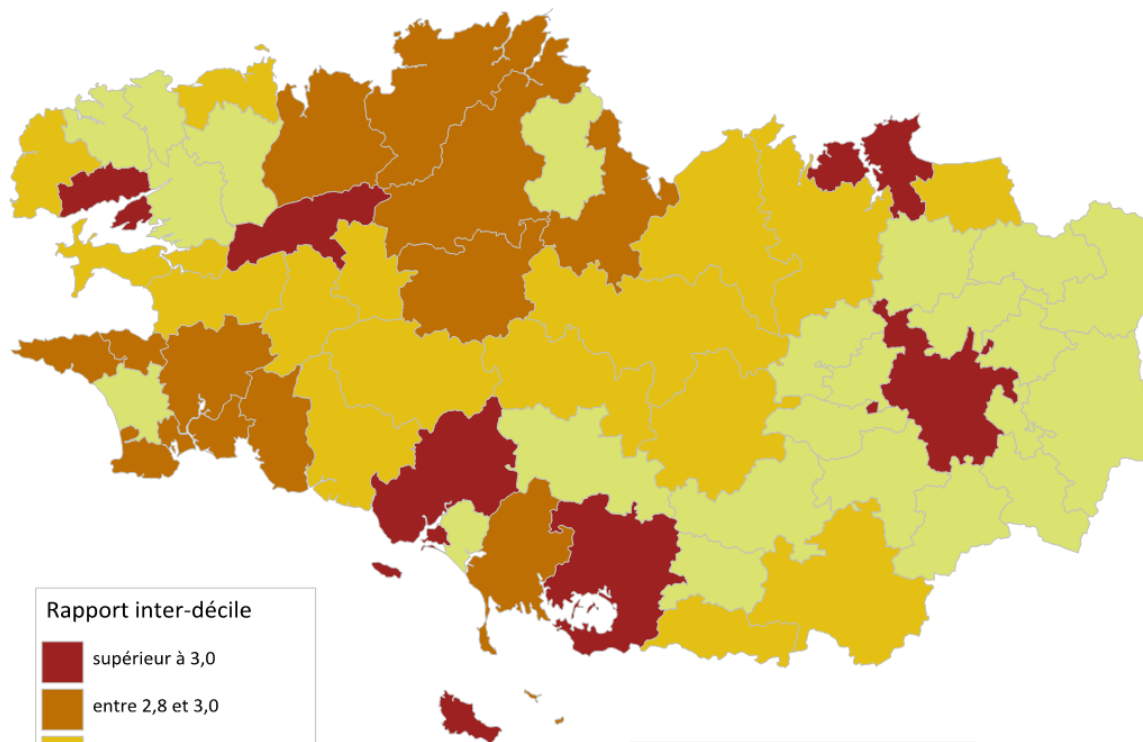 Rapport inter-décile
supérieur à 3,0
entre 2,8 et 3,0